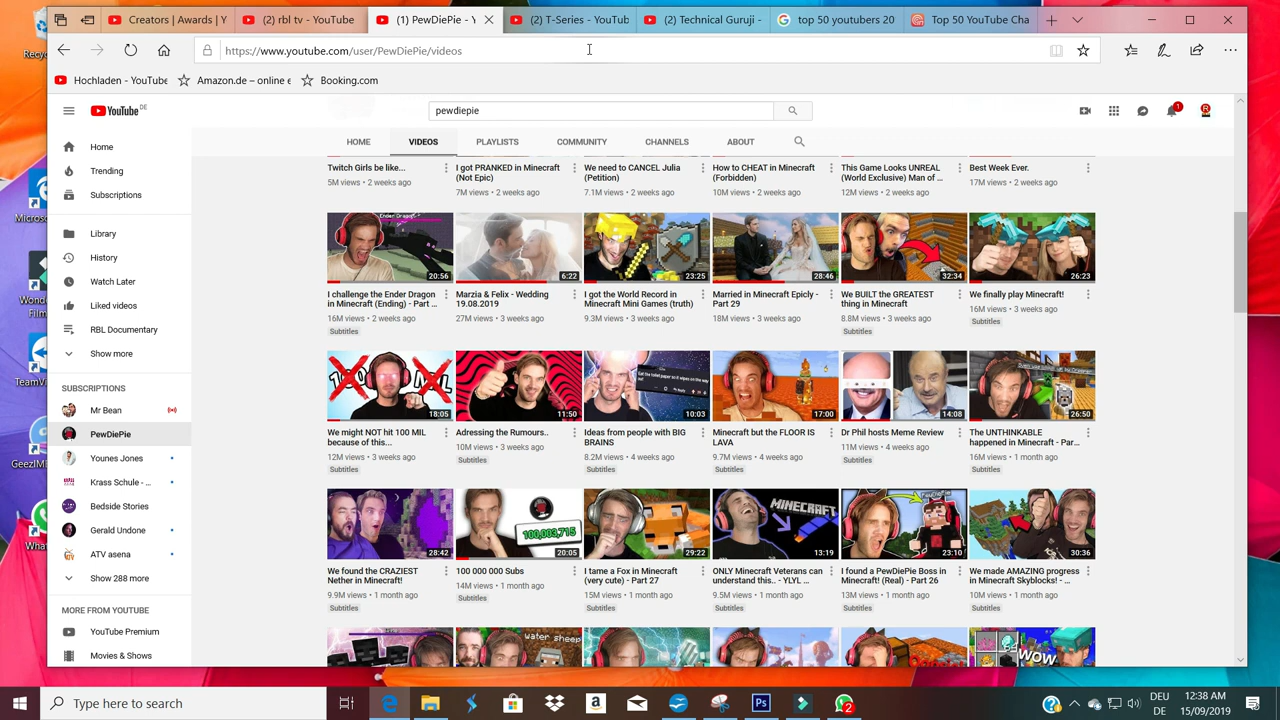 Creators | Awards | Y
(2) rbl tv - YouTube
(1) PewDiePie - Y
(2) T-Series - YouTub
(2) Technical Guruji -
top 50 youtubers 20
Top 50 YouTube Cha
https://www.youtube.com/user/PewDiePie/videos
Hochladen - YouTube
Amazon.de – online e
Booking.com
YouTube DE
pewdiepie
1
HOME VIDEOS PLAYLISTS COMMUNITY CHANNELS ABOUT
Home
Trending
Subscriptions
Library
History
Watch Later
Liked videos
RBL Documentary
Show more
SUBSCRIPTIONS
Mr Bean
PewDiePie
Younes Jones
Krass Schule - ...
Bedside Stories
Gerald Undone
ATV asena
Show 288 more
MORE FROM YOUTUBE
YouTube Premium
Movies & Shows
Twitch Girls be like...
5M views • 2 weeks ago
I got PRANKED in Minecraft
(Not Epic)
7M views • 2 weeks ago
We need to CANCEL Julia
(Petition)
7.1M views • 2 weeks ago
How to CHEAT in Minecraft
(Forbidden)
10M views • 2 weeks ago
This Game Looks UNREAL
(World Exclusive) Man of ...
12M views • 2 weeks ago
Best Week Ever.
17M views • 2 weeks ago
Ender Dragon
20:56
I challenge the Ender Dragon
in Minecraft (Ending) - Part ...
16M views • 2 weeks ago
Subtitles
6:22
Marzia & Felix - Wedding
19.08.2019
27M views • 3 weeks ago
23:25
I got the World Record in
Minecraft Mini Games (truth)
9.3M views • 3 weeks ago
28:46
Married in Minecraft Epicly -
Part 29
18M views • 3 weeks ago
32:34
We BUILT the GREATEST
thing in Minecraft
8.8M views • 3 weeks ago
Subtitles
26:23
We finally play Minecraft!
16M views • 3 weeks ago
Subtitles
100 MIL
18:05
We might NOT hit 100 MIL
because of this...
12M views • 3 weeks ago
Subtitles
11:50
Adressing the Rumours..
10M views • 3 weeks ago
Subtitles
10:03
Ideas from people with BIG
BRAINS
8.2M views • 4 weeks ago
Subtitles
17:00
Minecraft but the FLOOR IS
LAVA
9.7M views • 4 weeks ago
Subtitles
14:08
Dr Phil hosts Meme Review
11M views • 4 weeks ago
Subtitles
26:50
The UNTHINKABLE
happened in Minecraft - Par...
16M views • 1 month ago
Subtitles
28:42
We found the CRAZIEST
Nether in Minecraft!
9.9M views • 1 month ago
Subtitles
20:05
100 000 000 Subs
14M views • 1 month ago
Subtitles
29:22
I tame a Fox in Minecraft
(very cute) - Part 27
15M views • 1 month ago
Subtitles
MINECRAFT
13:19
ONLY Minecraft Veterans can
understand this.. - YLYL ...
9.5M views • 1 month ago
Subtitles
PewDiePie
23:10
I found a PewDiePie Boss in
Minecraft! (Real) - Part 26
13M views • 1 month ago
Subtitles
30:36
We made AMAZING progress
in Minecraft Skyblocks! - ...
10M views • 1 month ago
Subtitles
water sheep
WOW
Type here to search
2
DEU
DE
12:38 AM
15/09/2019